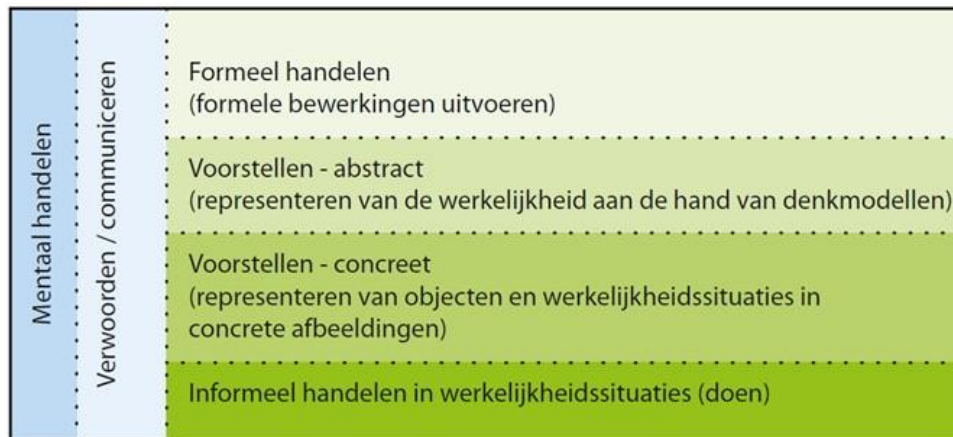 Mentaal handelen
Verwoorden / communiceren
Formeel handelen
(formele bewerkingen uitvoeren)
Voorstellen - abstract
(representeren van de werkelijkheid aan de hand van denkmodellen)
Voorstellen - concreet
(representeren van objecten en werkelijkheidssituaties in
concrete afbeeldingen)
Informeel handelen in werkelijkheidssituaties (doen)